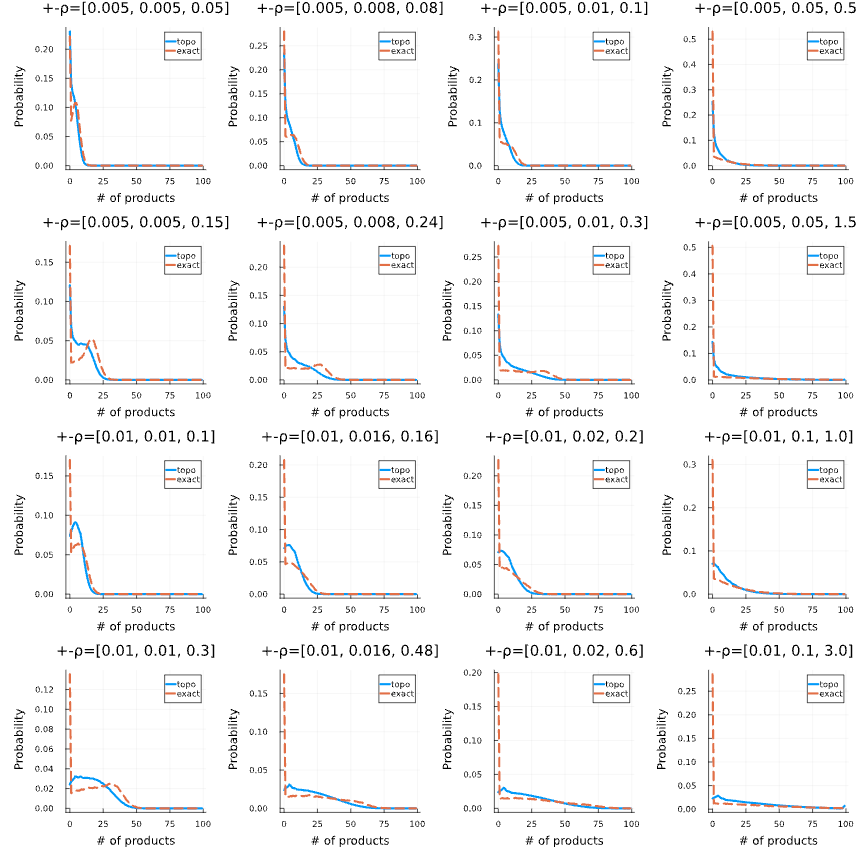 +-ρ=[0.005, 0.005, 0.05] +-ρ=[0.005, 0.008, 0.08] +-ρ=[0.005, 0.01, 0.1] +-ρ=[0.005, 0.05, 0.5
topo topo topo topo
exact exact exact exact
Probability Probability Probability Probability
0.20 0.25 0.3 0.5
0.15 0.20 0.2 0.4
0.10 0.15 0.1 0.3
0.05 0.10 0.0 0.2
0.00 0.05 0.1
0.00 0.0
0 25 50 75 100 0 25 50 75 100 0 25 50 75 100 0 25 50 75 100
# of products # of products # of products # of products
+-ρ=[0.005, 0.005, 0.15] +-ρ=[0.005, 0.008, 0.24] +-ρ=[0.005, 0.01, 0.3] +-ρ=[0.005, 0.05, 1.5
topo topo topo topo
exact exact exact exact
Probability Probability Probability Probability
0.15 0.20 0.25 0.5
0.10 0.15 0.20 0.4
0.05 0.10 0.15 0.3
0.00 0.05 0.10 0.2
0.00 0.05 0.1
0.00 0.0
0 25 50 75 100 0 25 50 75 100 0 25 50 75 100 0 25 50 75 100
# of products # of products # of products # of products
+-ρ=[0.01, 0.01, 0.1] +-ρ=[0.01, 0.016, 0.16] +-ρ=[0.01, 0.02, 0.2] +-ρ=[0.01, 0.1, 1.0]
topo topo topo topo
exact exact exact exact
Probability Probability Probability Probability
0.15 0.20 0.20 0.3
0.10 0.15 0.15 0.2
0.05 0.10 0.10 0.1
0.00 0.05 0.05 0.0
0.00 0.00
0 25 50 75 100 0 25 50 75 100 0 25 50 75 100 0 25 50 75 100
# of products # of products # of products # of products
+-ρ=[0.01, 0.01, 0.3] +-ρ=[0.01, 0.016, 0.48] +-ρ=[0.01, 0.02, 0.6] +-ρ=[0.01, 0.1, 3.0]
topo topo topo topo
exact exact exact exact
Probability Probability Probability Probability
0.12 0.15 0.20 0.25
0.10 0.10 0.15 0.20
0.08 0.05 0.10 0.15
0.06 0.00 0.05 0.10
0.04 0.00 0.05
0.02 0.00
0.00
0 25 50 75 100 0 25 50 75 100 0 25 50 75 100 0 25 50 75 100
# of products # of products # of products # of products